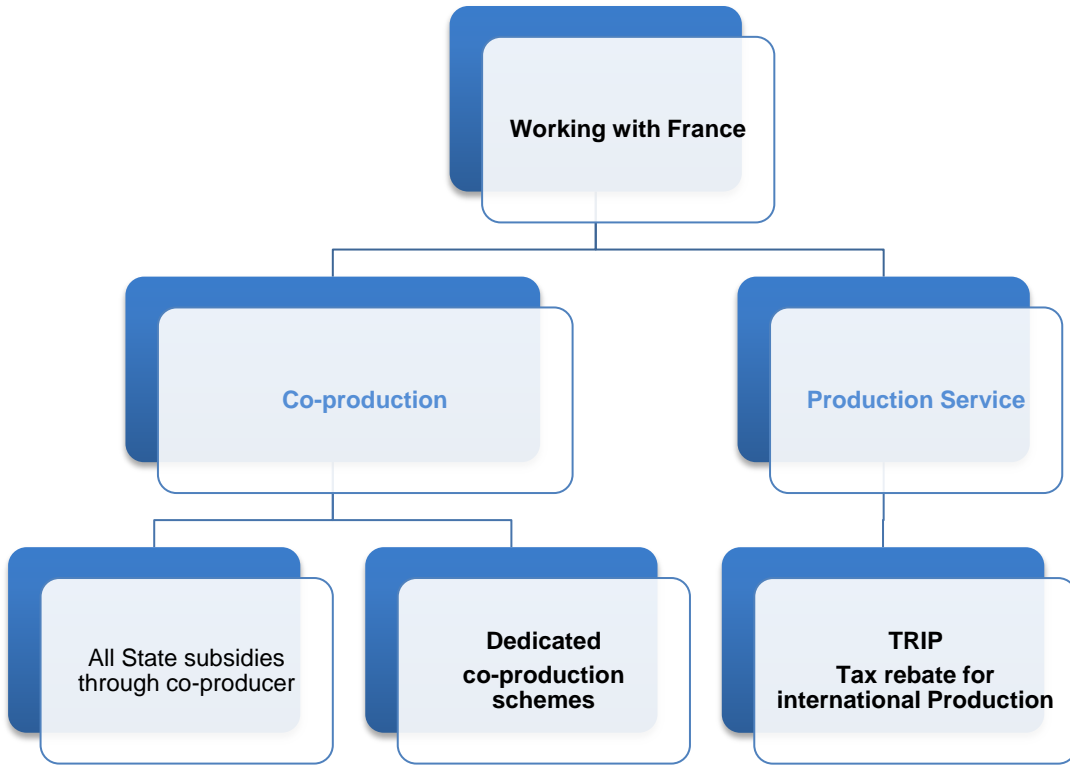 Working with France
Co-production
Production Service
All State subsidies
through co-producer
Dedicated
co-production
schemes
TRIP
Tax rebate for
international Production